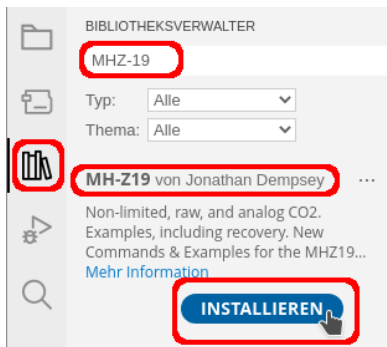 BIBLIOTHEKSVERWALTER
MHZ-19
Typ: Alle
Thema: Alle
MH-Z19 von Jonathan Dempsey ...
Non-limited, raw, and analog CO2.
Examples, including recovery. New
Commands & Examples for the MHZ19...
Mehr Information
INSTALLIEREN